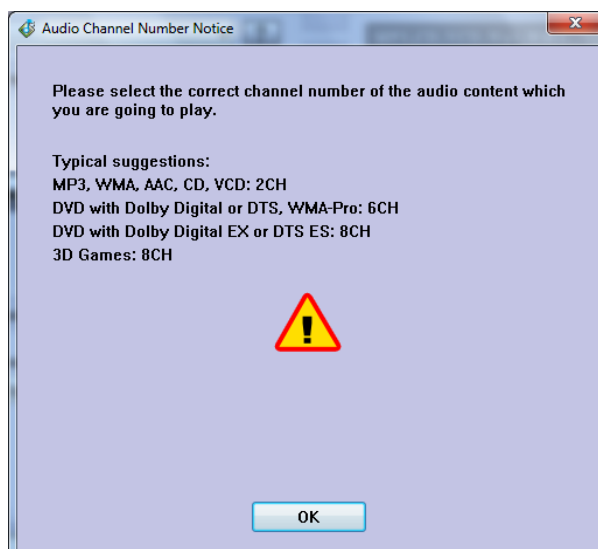 Audio Channel Number Notice
Please select the correct channel number of the audio content which
you are going to play.
Typical suggestions:
MP3, WMA, AAC, CD, VCD: 2CH
DVD with Dolby Digital or DTS, WMA-Pro: 6CH
DVD with Dolby Digital EX or DTS ES: 8CH
3D Games: 8CH
OK